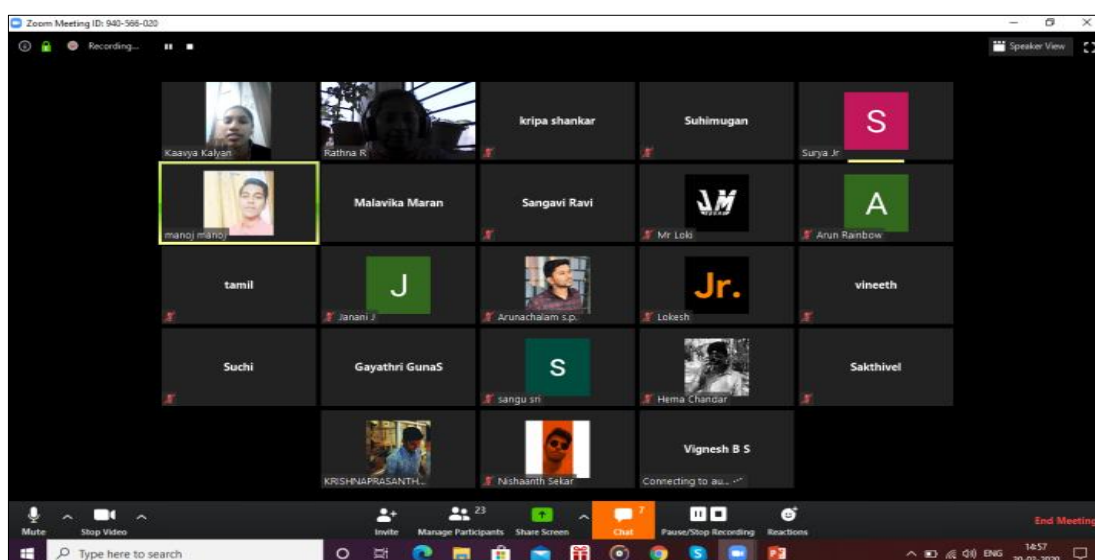 Zoom Meeting ID: 940-566-020
Recording...
Speaker View
Kaavya Kalyan
Rathna R
kripa shankar
Suhimugan
S
Surya Jr
manoj manoj
Malavika Maran
Sangavi Ravi
JM
Mr Loki
A
Arun Rainbow
tamil
J
Janani J
Arunachalam s.p.
Jr.
Lokesh
vineeth
Suchi
Gayathri GunaS
S
sangu sri
Hema Chandar
Sakthivel
KRISHNAPRASANTH...
Nishaanth Sekar
Vignesh B S
Connecting to au...
23
7
Mute
Stop Video
Invite
Manage Participants
Share Screen
Chat
Pause/Stop Recording
Reactions
End Meeting
Type here to search
ENG
14:57